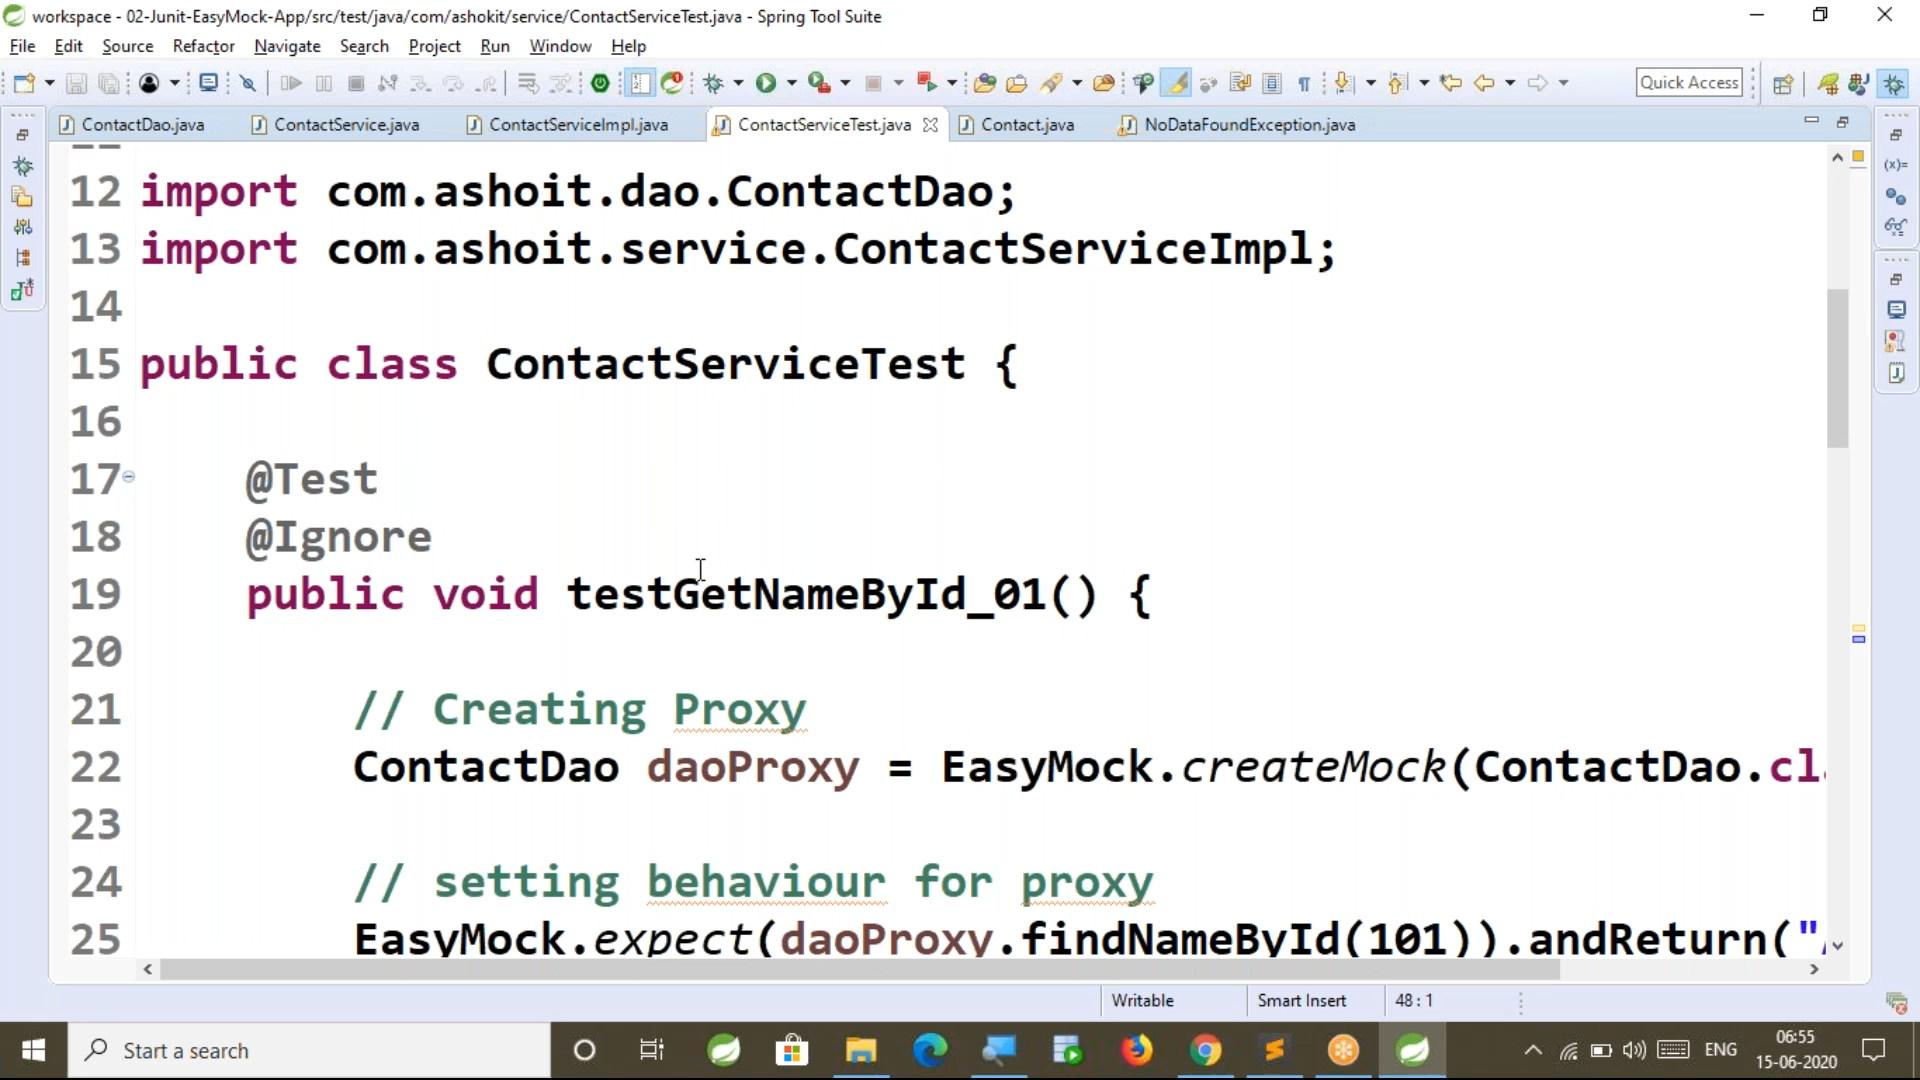 workspace - 02-Junit-EasyMock-App/src/test/java/com/ashokit/service/ContactServiceTest.java - Spring Tool Suite
File Edit Source Refactor Navigate Search Project Run Window Help
Quick Access
ContactDao.java ContactService.java ContactServiceImpl.java ContactServiceTest.java Contact.java NoDataFoundException.java
12 import com.ashoit.dao.ContactDao;
13 import com.ashoit.service.ContactServiceImpl;
14
15 public class ContactServiceTest {
16
17 @Test
18 @Ignore
19 public void testGetNameById_01() {
20
21 // Creating Proxy
22 ContactDao daoProxy = EasyMock.createMock(ContactDao.cl
23
24 // setting behaviour for proxy
25 EasyMock.expect(daoProxy.findNameById(101)).andReturn("
Writable Smart Insert 48 : 1
Start a search
ENG
06:55
15-06-2020